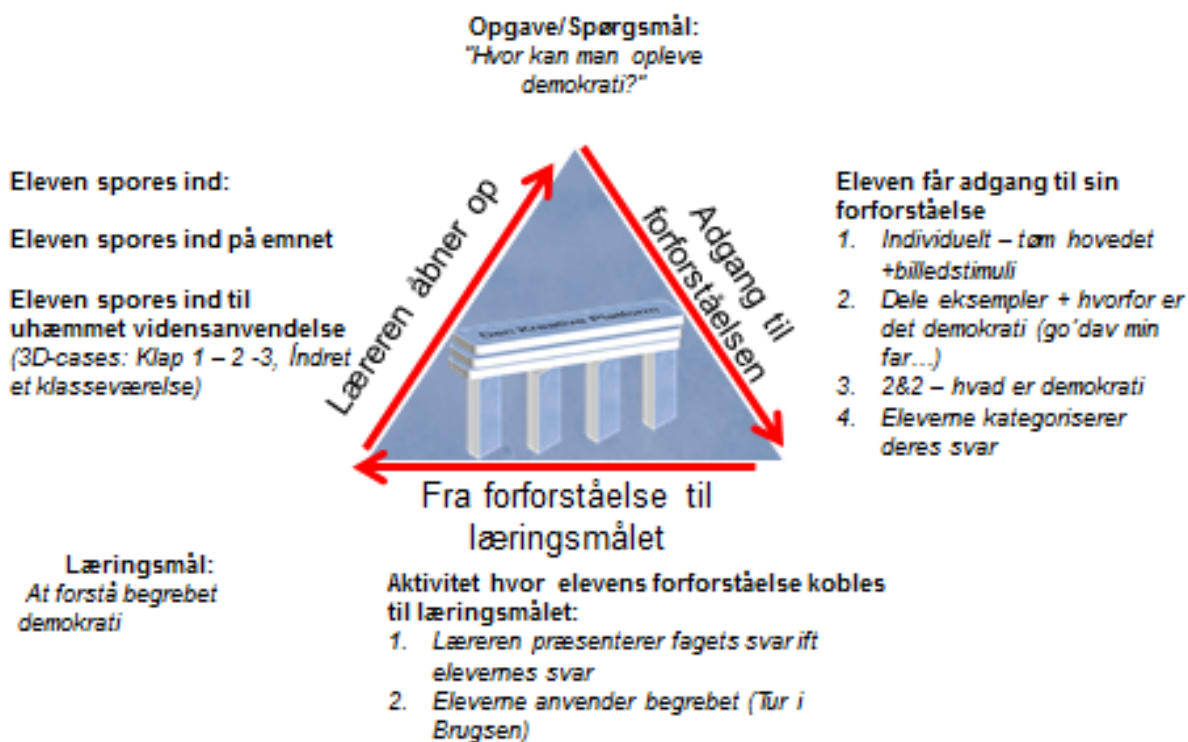 Opgave/Spørgsmål:
"Hvor kan man opleve
demokrati?"
Eleven spores ind:
Eleven spores ind på emnet
Eleven spores ind til
uhæmmet vidensanvendelse
(3D-cases: Klap 1 – 2 -3, Índret
et klasseværelse)
Læreren åbner op
Adgang til
forforståelsen
Den Kreative Platform
Eleven får adgang til sin
forforståelse
1. Individuelt – tøm hovedet
+billedstimuli
2. Dele eksempler + hvorfor er
det demokrati (go´dav min
far…)
3. 2&2 – hvad er demokrati
4. Eleverne kategoriserer
deres svar
Fra forforståelse til
læringsmålet
Læringsmål:
At forstå begrebet
demokrati
Aktivitet hvor elevens forforståelse kobles
til læringsmålet:
1. Læreren præsenterer fagets svar ift
elevernes svar
2. Eleverne anvender begrebet (Tur i
Brugsen)